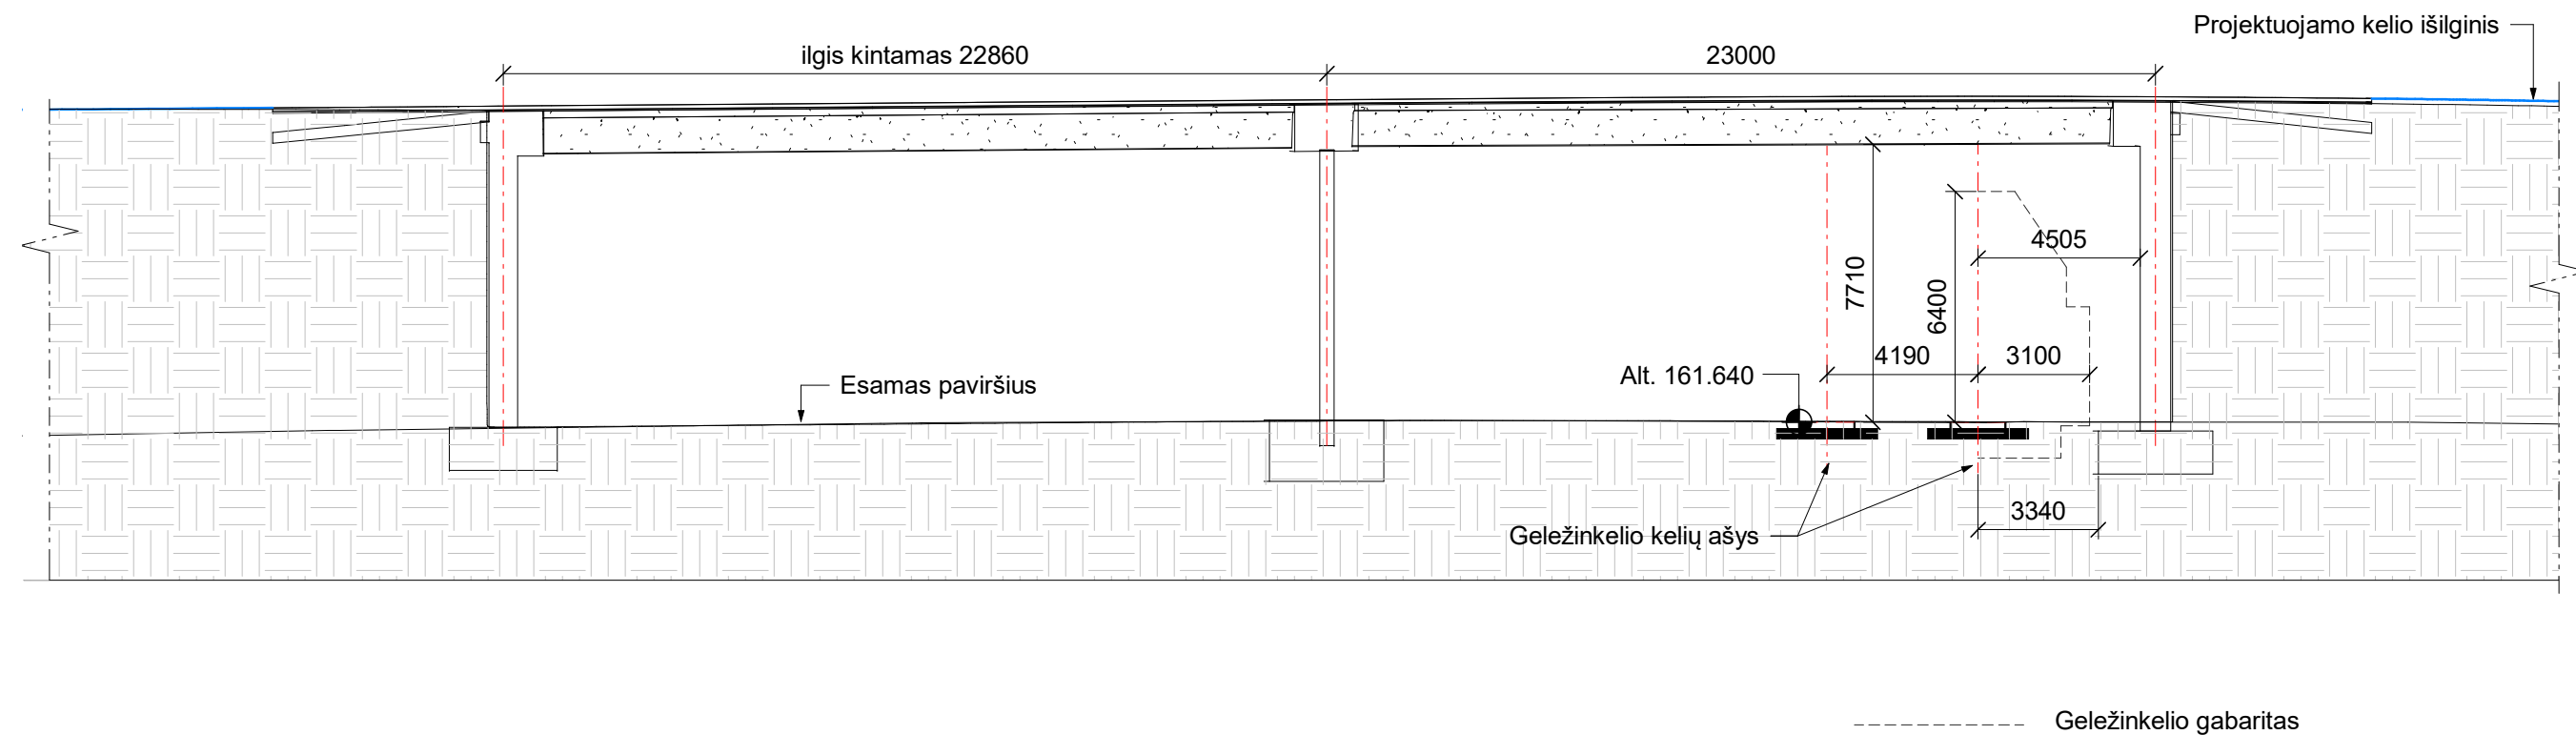 Projektuojamo kelio išilginis
ilgis kintamas 22860
23000
4505
7710
6400
4190
3100
Alt. 161.640
Esamas paviršius
3340
Geležinkelio kelių ašys
Geležinkelio gabaritas